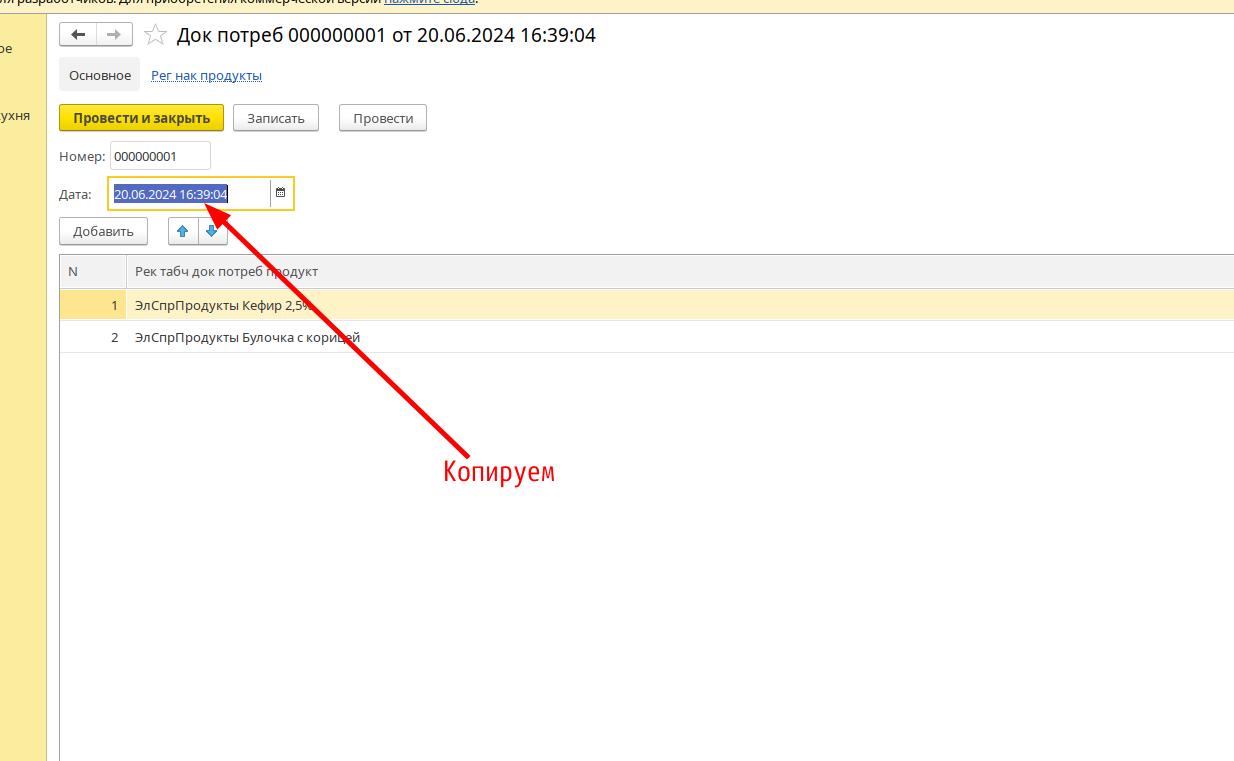 для разработчиков. Для приобретения коммерческой версии нажмите сюда.
Док потреб 000000001 от 20.06.2024 16:39:04
ое
Основное Рег нак продукты
ухня
Провести и закрыть Записать Провести
Номер: 000000001
Дата: 20.06.2024 16:39:04
Добавить
N Рек табч док потреб продукт
1 ЭлСпрПродукты Кефир 2,5%
2 ЭлСпрПродукты Булочка с корицей
Копируем